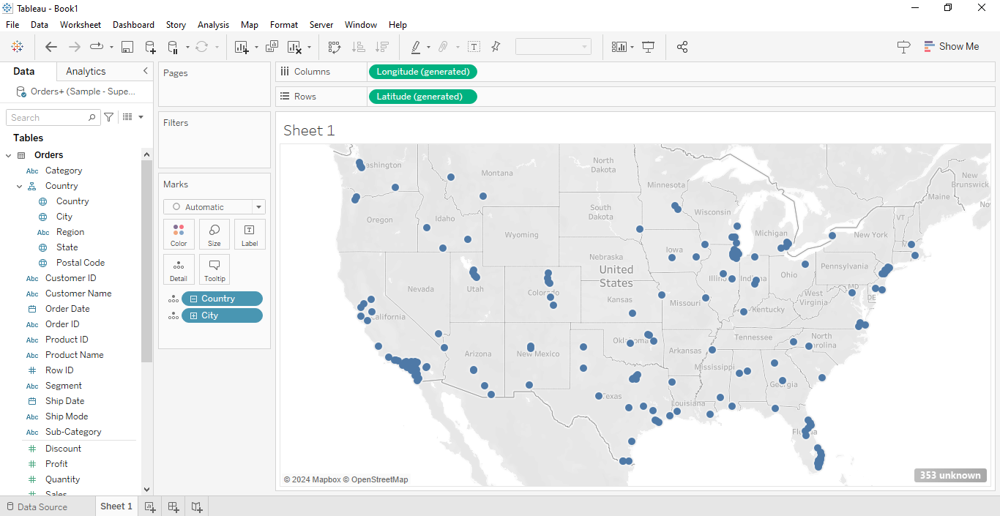 Tableau - Book1
File Data Worksheet Dashboard Story Analysis Map Format Server Window Help
Show Me
Data Analytics
Orders+ (Sample - Supe...
Search
Tables
Orders
Abc Category
Country
Country
City
Abc Region
State
Postal Code
Abc Customer ID
Abc Customer Name
Order Date
Abc Order ID
Abc Product ID
Abc Product Name
Row ID
Abc Segment
Ship Date
Abc Ship Mode
Abc Sub-Category
Discount
Profit
Quantity
Sales
Pages
Filters
Marks
Automatic
Color Size Label
Detail Tooltip
Country
City
Columns Longitude (generated)
Rows Latitude (generated)
Sheet 1
Washington
Montana
North
Dakota
Minnesota
New
Brunswick
Maine
Oregon
Idaho
South
Dakota
Wisconsin
Michigan
VT
New York
Wyoming
Iowa
Nebraska
United
States
Pennsylvania
Ohio
Nevada
Utah
Colorado
Kansas
Missouri
West
Virginia
MD
DE
Kentucky
California
Arizona
New Mexico
Oklahoma
Arkansas
Tennessee
North
Carolina
Mississippi
Georgia
Texas
Louisiana
353 unknown
© 2024 Mapbox © OpenStreetMap
Data Source Sheet 1